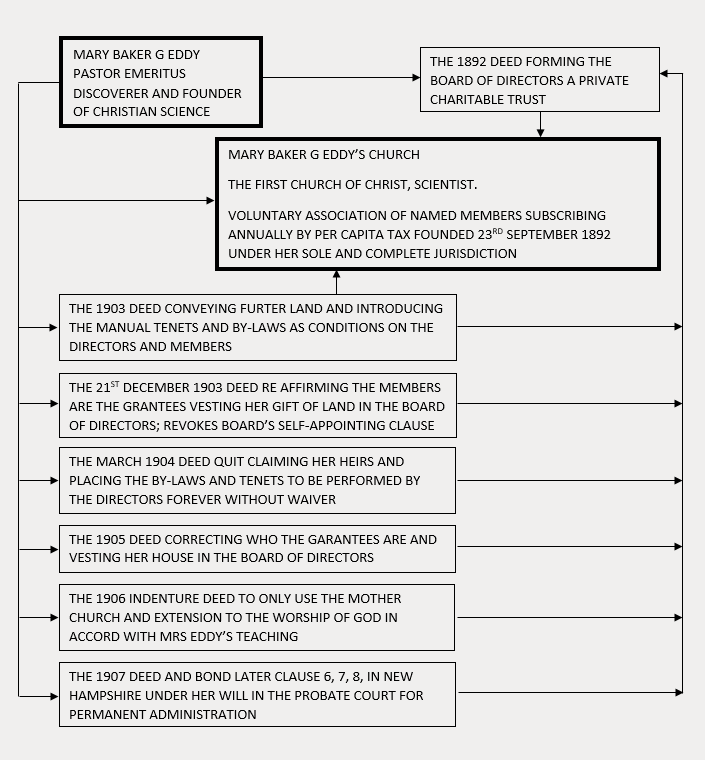 MARY BAKER G EDDY
PASTOR EMERITUS
DISCOVERER AND FOUNDER
OF CHRISTIAN SCIENCE
THE 1892 DEED FORMING THE
BOARD OF DIRECTORS A PRIVATE
CHARITABLE TRUST
MARY BAKER G EDDY’S CHURCH
THE FIRST CHURCH OF CHRIST, SCIENTIST.
VOLUNTARY ASSOCIATION OF NAMED MEMBERS SUBSCRIBING
ANNUALLY BY PER CAPITA TAX FOUNDED 23RD SEPTEMBER 1892
UNDER HER SOLE AND COMPLETE JURISDICTION
THE 1903 DEED CONVEYING FURTER LAND AND INTRODUCING
THE MANUAL TENETS AND BY-LAWS AS CONDITIONS ON THE
DIRECTORS AND MEMBERS
THE 21ST DECEMBER 1903 DEED RE AFFIRMING THE MEMBERS
ARE THE GRANTEES VESTING HER GIFT OF LAND IN THE BOARD
OF DIRECTORS; REVOKES BOARD’S SELF-APPOINTING CLAUSE
THE MARCH 1904 DEED QUIT CLAIMING HER HEIRS AND
PLACING THE BY-LAWS AND TENETS TO BE PERFORMED BY
THE DIRECTORS FOREVER WITHOUT WAIVER
THE 1905 DEED CORRECTING WHO THE GARANTEES ARE AND
VESTING HER HOUSE IN THE BOARD OF DIRECTORS
THE 1906 INDENTURE DEED TO ONLY USE THE MOTHER
CHURCH AND EXTENSION TO THE WORSHIP OF GOD IN
ACCORD WITH MRS EDDY’S TEACHING
THE 1907 DEED AND BOND LATER CLAUSE 6, 7, 8, IN NEW
HAMPSHIRE UNDER HER WILL IN THE PROBATE COURT FOR
PERMANENT ADMINISTRATION